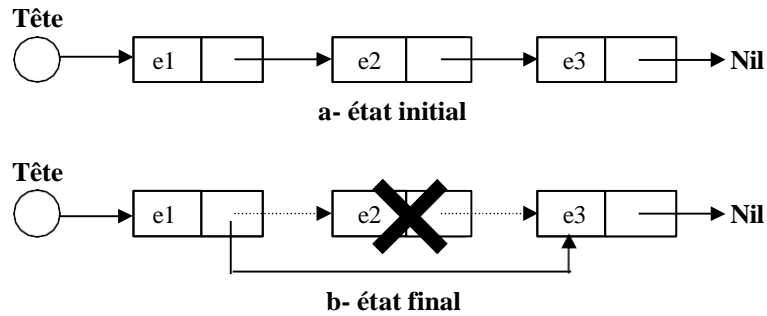 Tête
e1 e2 e3 Nil
a- état initial
Tête
e1 e2 e3 Nil
b- état final